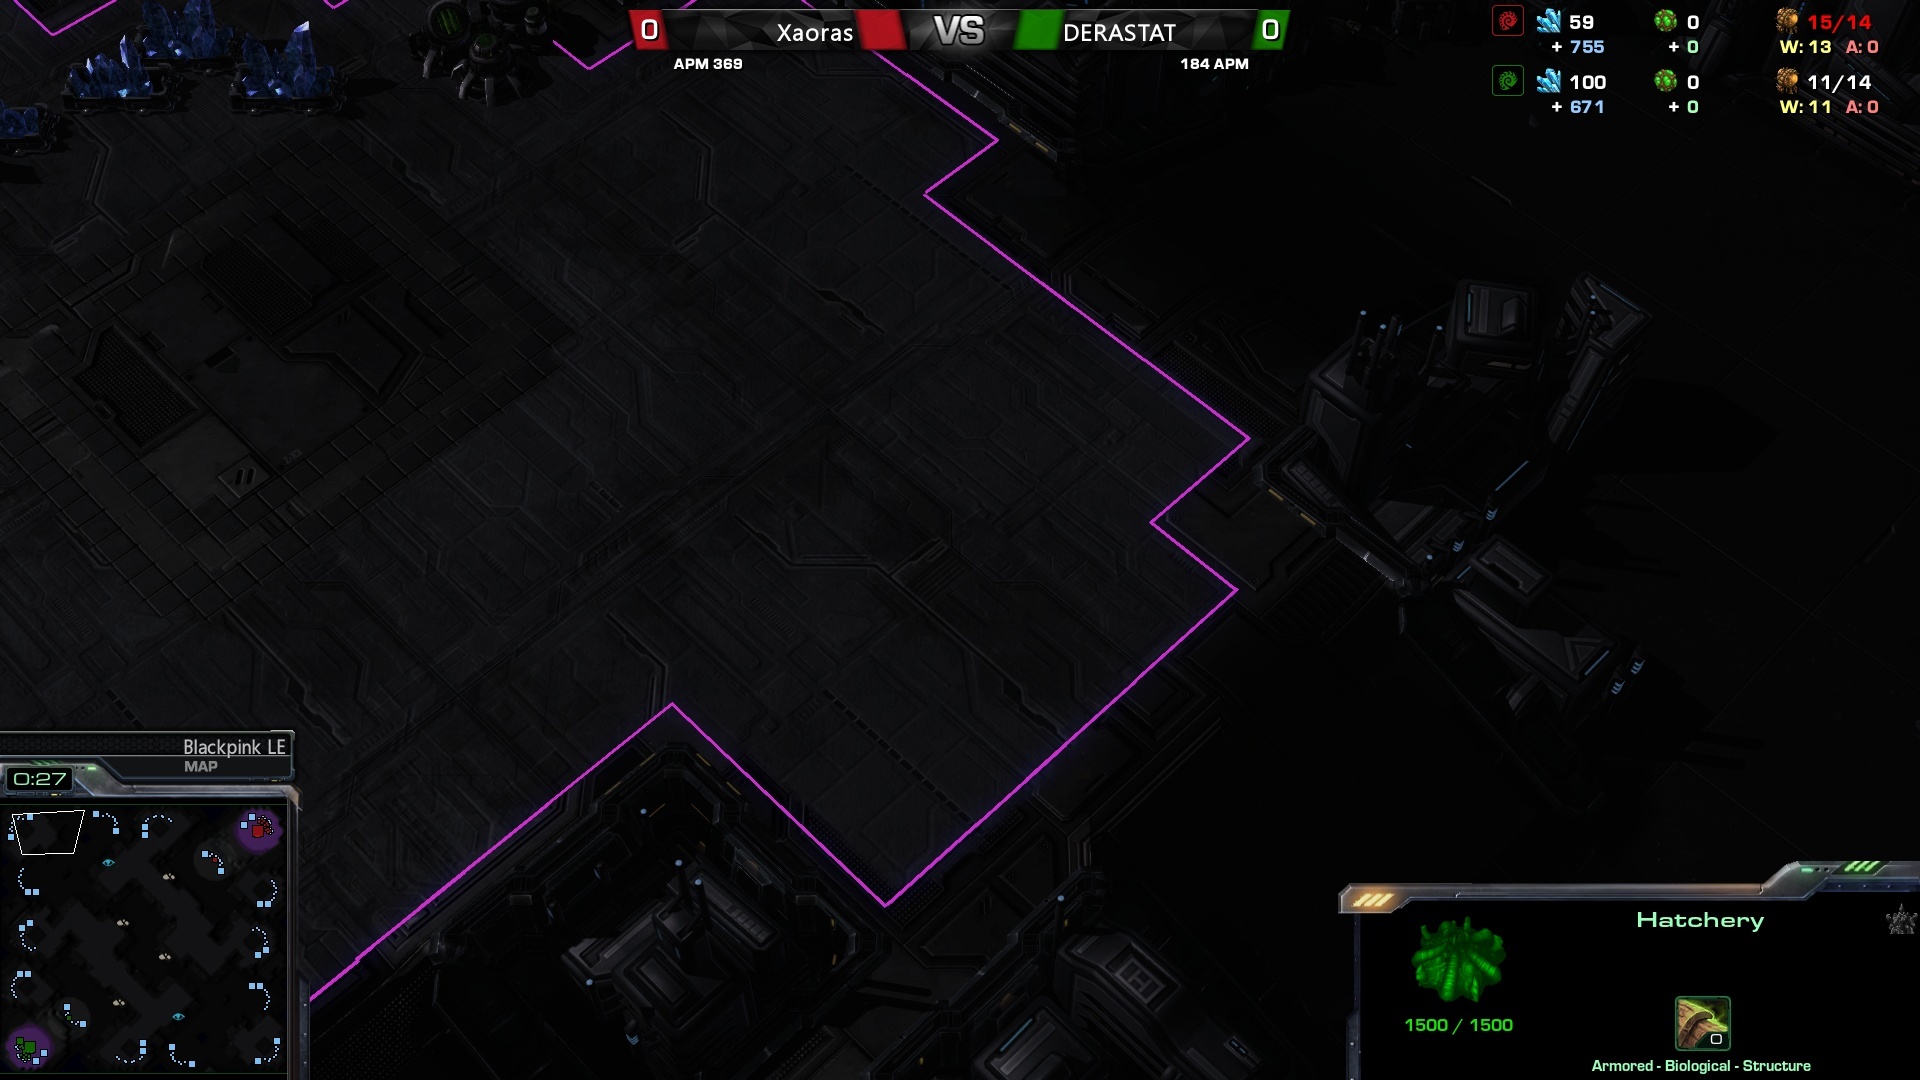 0 Xaoras VS DERASTAT 0
APM 369 184 APM
59 0 15/14
+ 755 + 0 W: 13 A: 0
100 0 11/14
+ 671 + 0 W: 11 A: 0
Blackpink LE
MAP
0:27
Hatchery
1500 / 1500
Armored - Biological - Structure